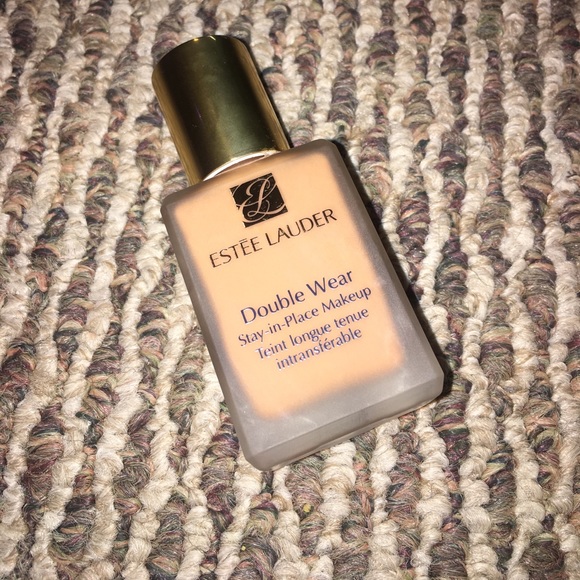 ESTĒE LAUDER
Double Wear
Stay-in-Place Makeup
Teint longue tenue
intransférable